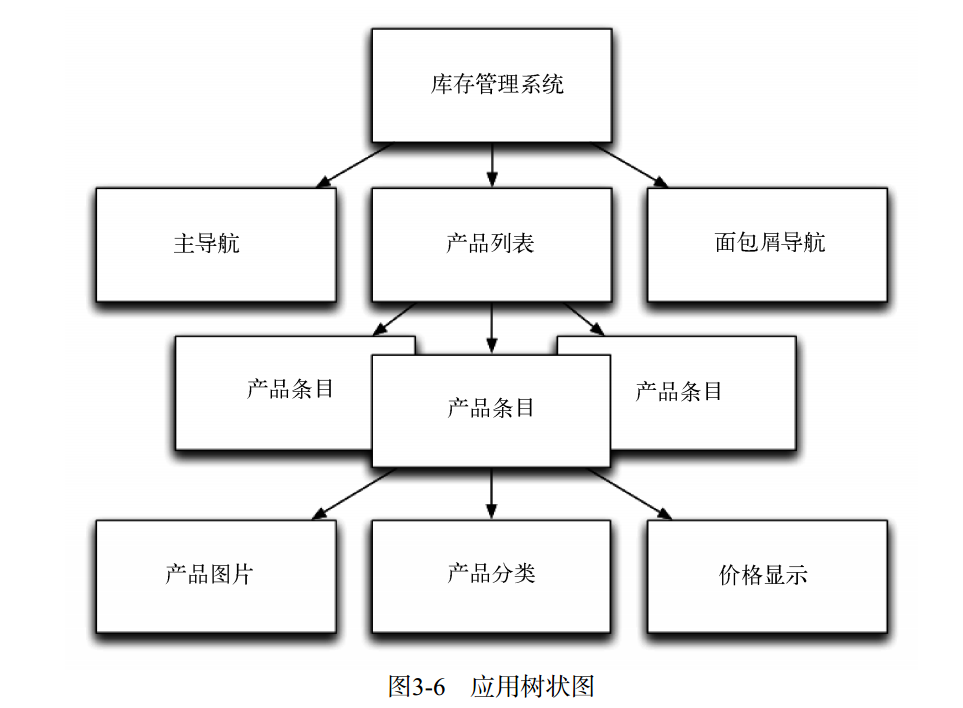 库存管理系统
主导航
产品列表
面包屑导航
产品条目
产品条目
产品条目
产品图片
产品分类
价格显示
图3-6 应用树状图